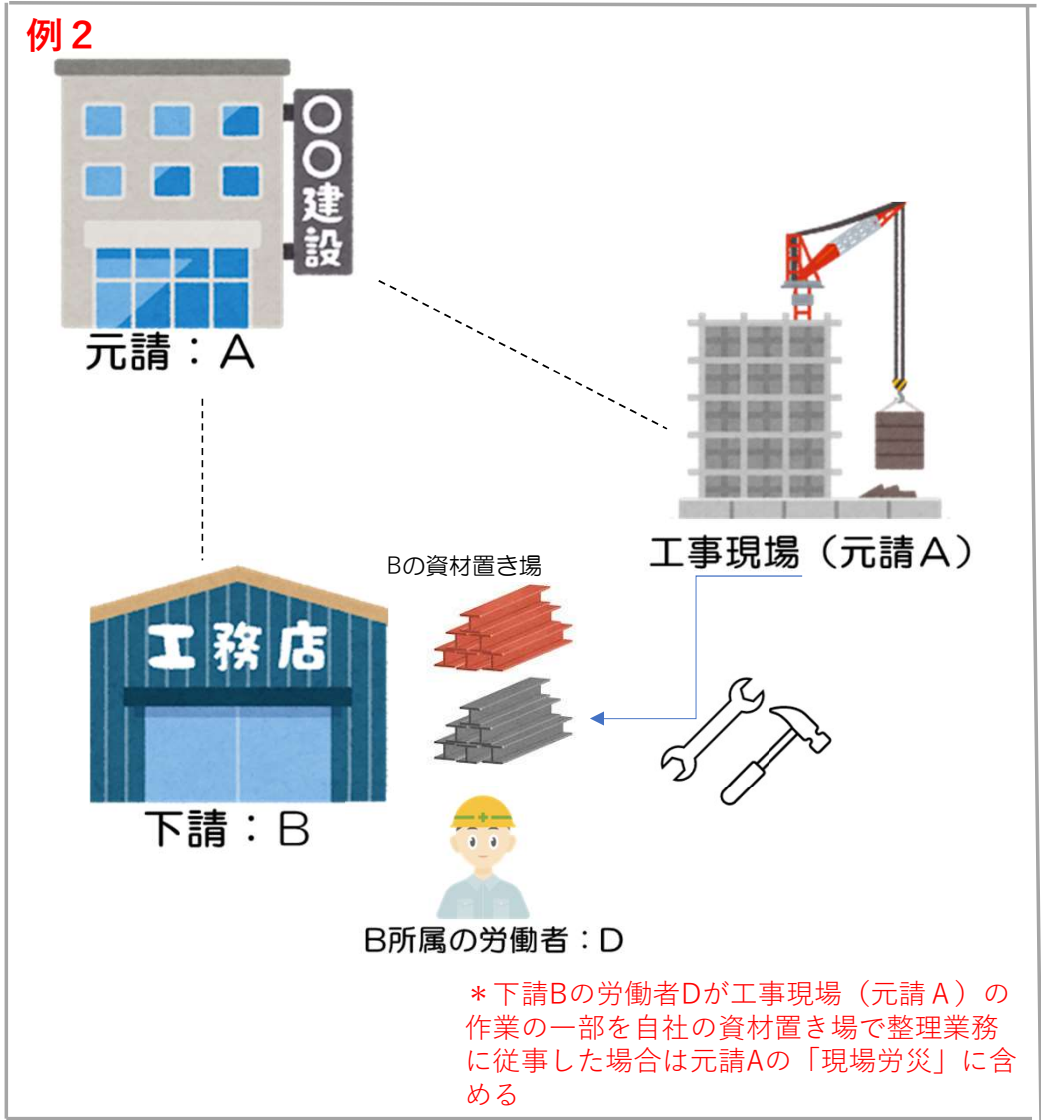 例2
〇〇建設
元請：A
工事現場（元請A）
Bの資材置き場
工務店
下請：B
B所属の労働者：D
＊下請Bの労働者Dが工事現場（元請A）の
作業の一部を自社の資材置き場で整理業務
に従事した場合は元請Aの「現場労災」に含
める